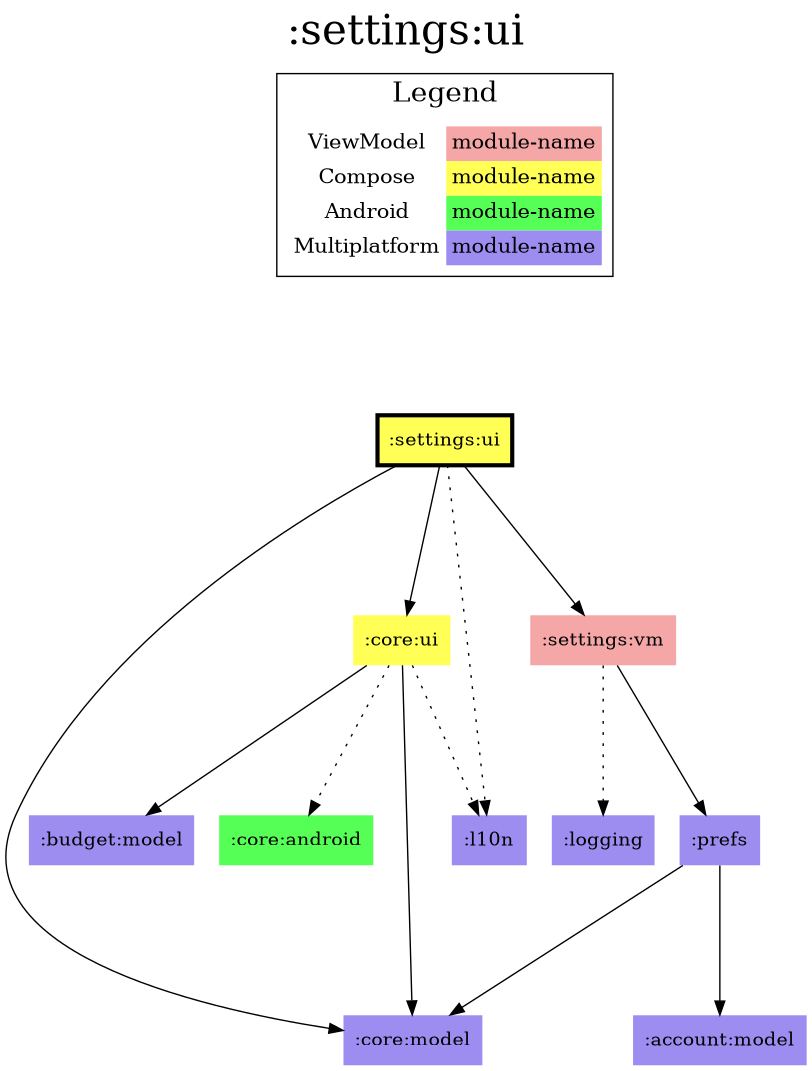 :settings:ui
Legend
ViewModel module-name
Compose module-name
Android module-name
Multiplatform module-name
:settings:ui
:core:ui :settings:vm
:budget:model :core:android :l10n :logging :prefs
:core:model :account:model